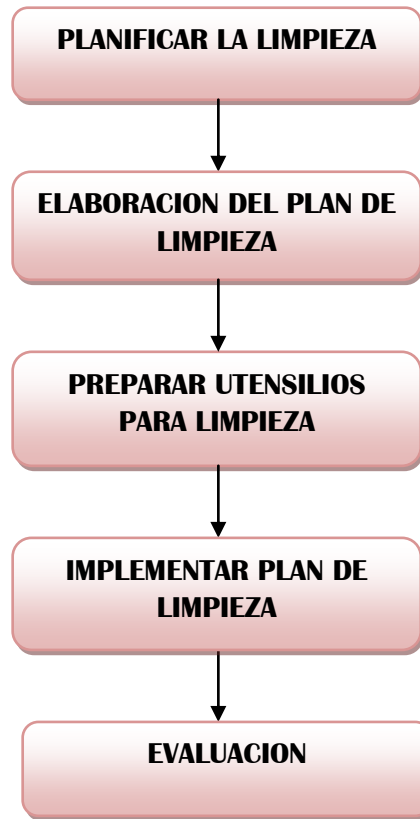 PLANIFICAR LA LIMPIEZA
ELABORACION DEL PLAN DE
LIMPIEZA
PREPARAR UTENSILIOS
PARA LIMPIEZA
IMPLEMENTAR PLAN DE
LIMPIEZA
EVALUACION